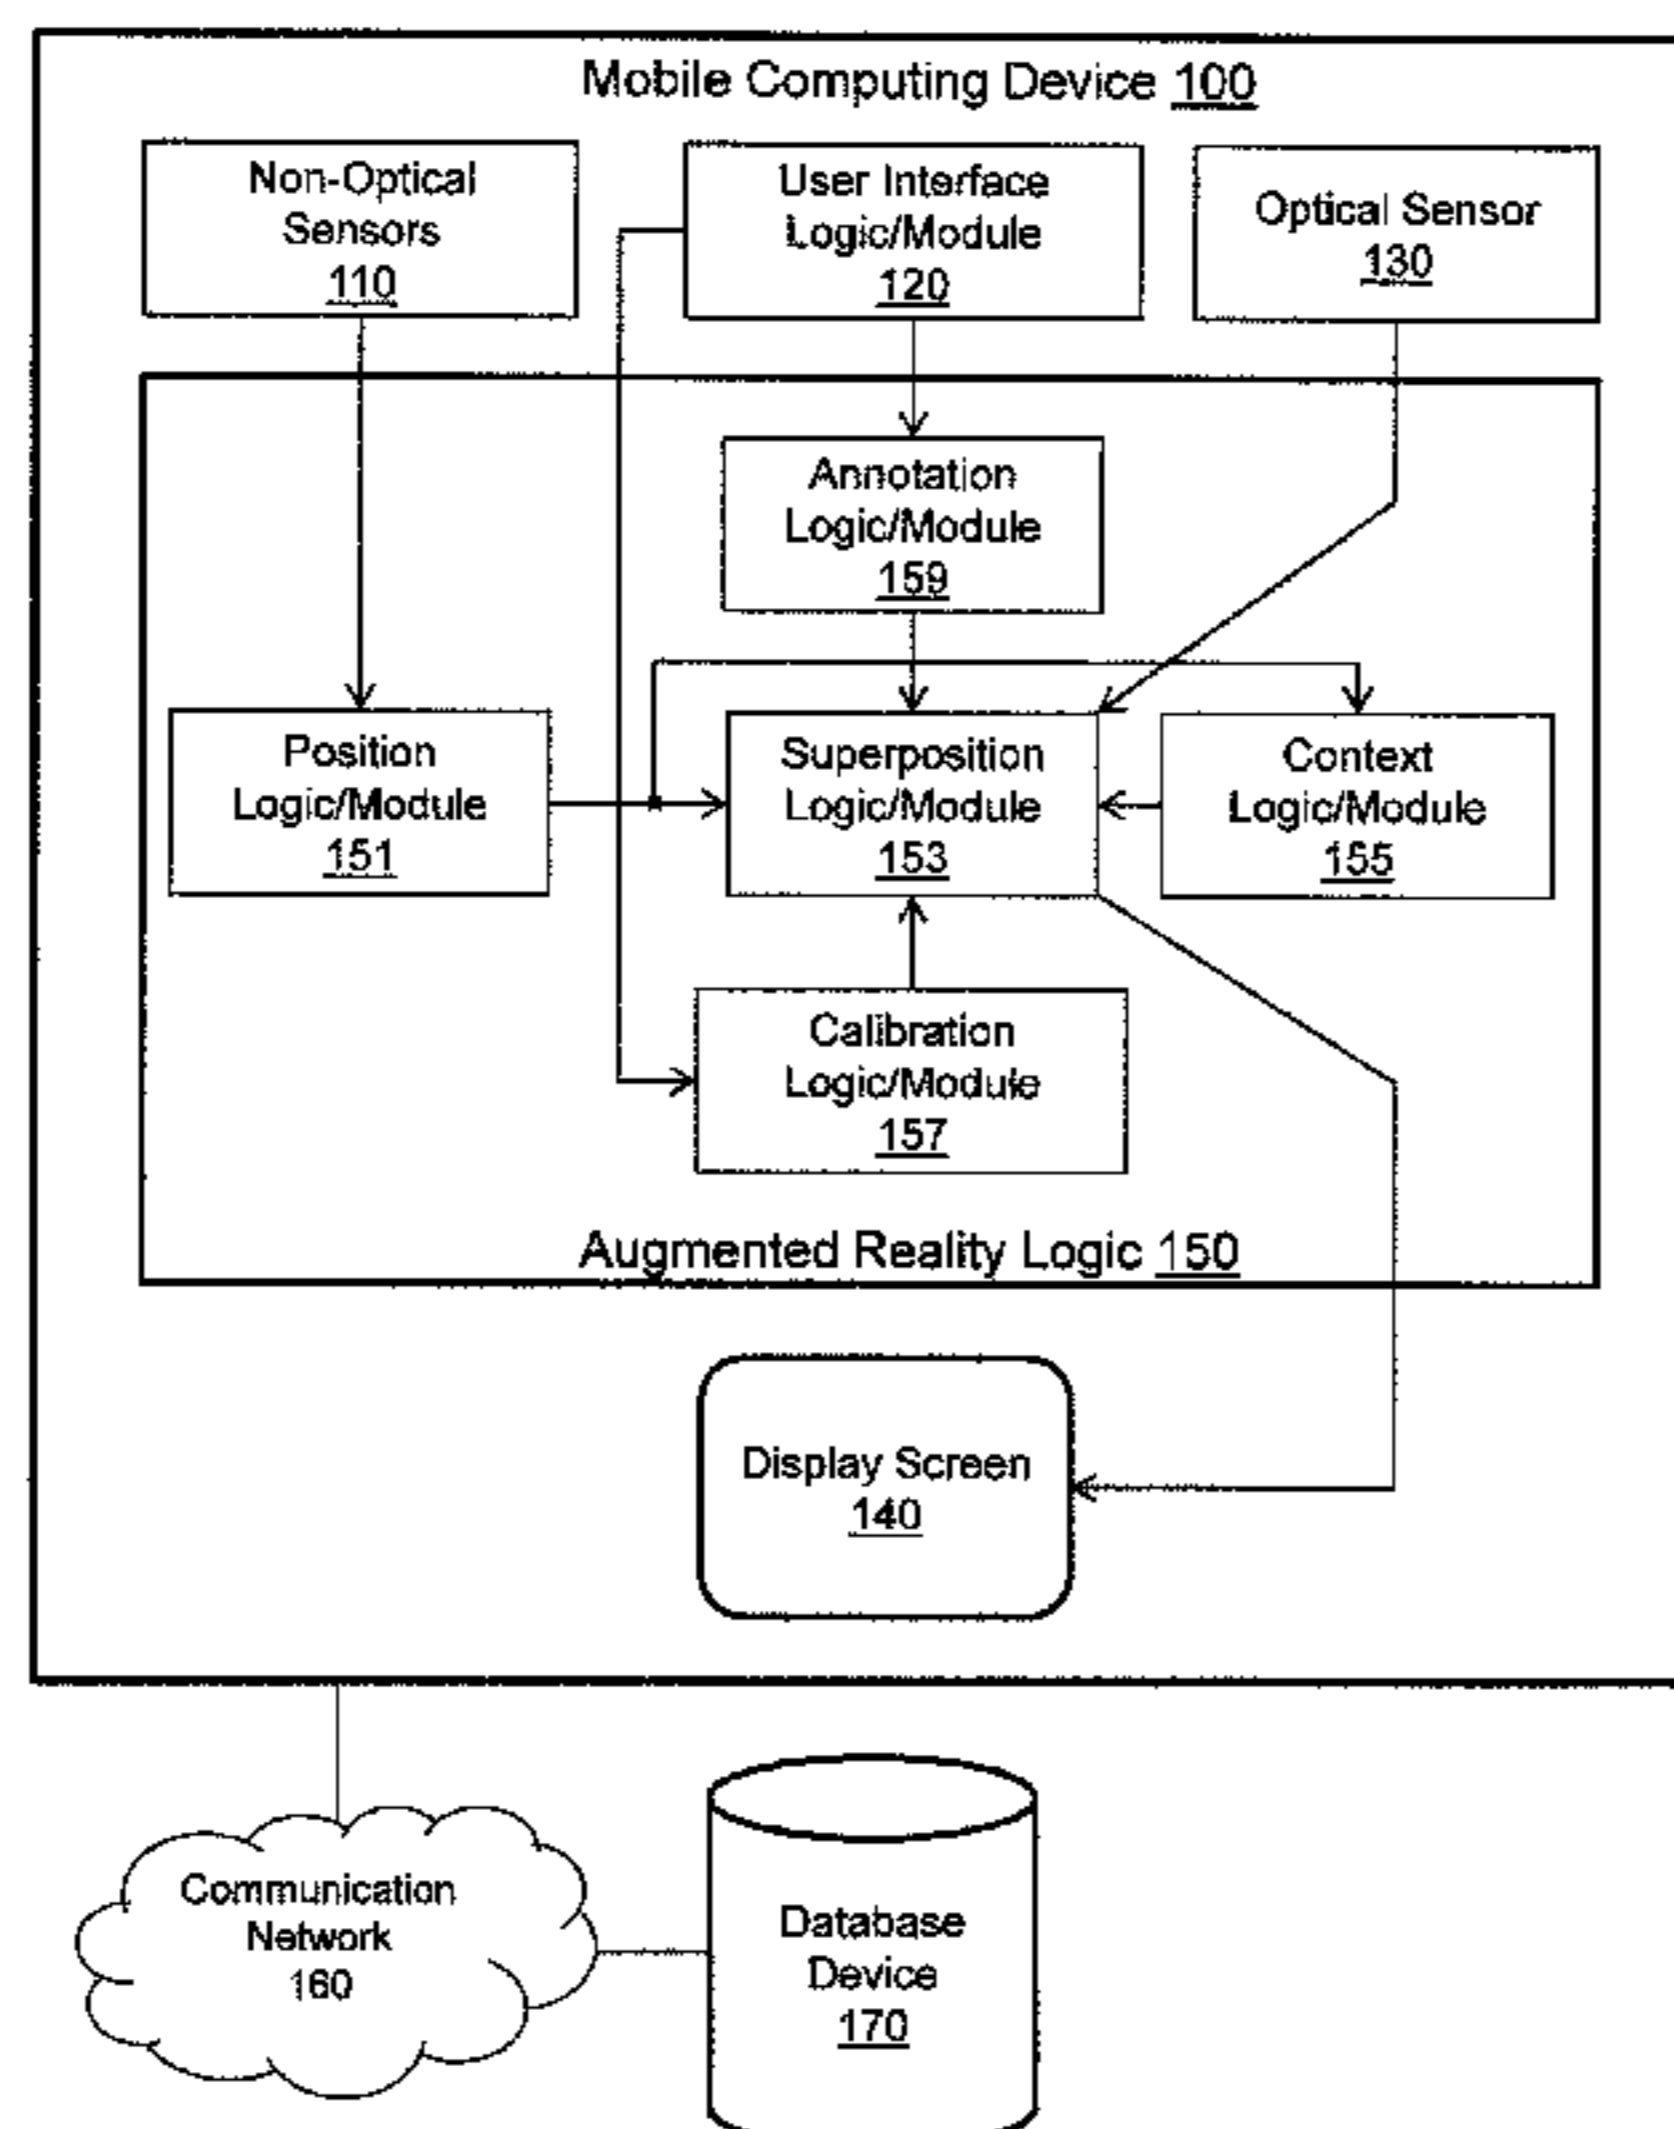 Mobile Computing Device 100
Non-Optical
Sensors
110
User Interface
Logic/Module
120
Optical Sensor
130
Annotation
Logic/Module
159
Position
Logic/Module
151
Superposition
Logic/Module
153
Context
Logic/Module
155
Calibration
Logic/Module
157
Augmented Reality Logic 150
Display Screen
140
Communication
Network
160
Database
Device
170